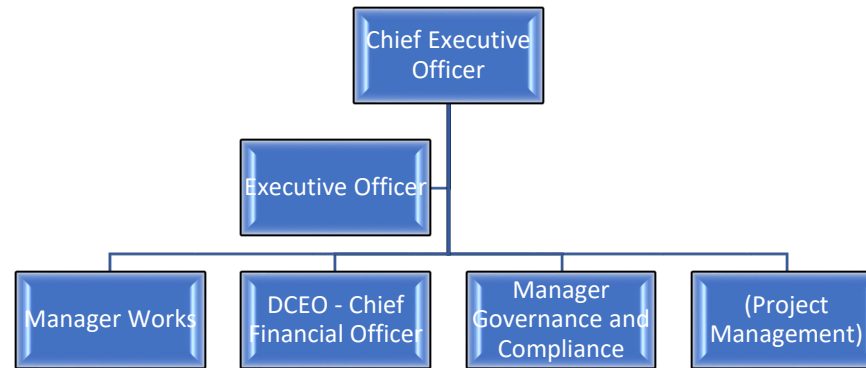 Chief Executive
Officer
Executive Officer
Manager Works
DCEO - Chief
Financial Officer
Manager
Governance and
Compliance
(Project
Management)